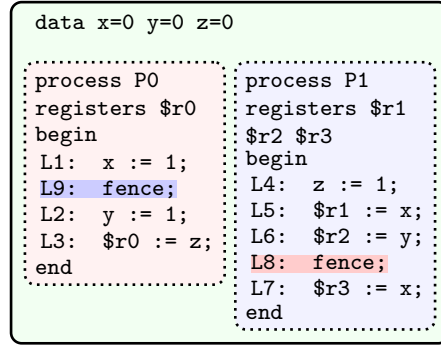 data x=0 y=0 z=0
process P0
registers $r0
begin
L1: x := 1;
L9: fence;
L2: y := 1;
L3: $r0 := z;
end
process P1
registers $r1
$r2 $r3
begin
L4: z := 1;
L5: $r1 := x;
L6: $r2 := y;
L8: fence;
L7: $r3 := x;
end